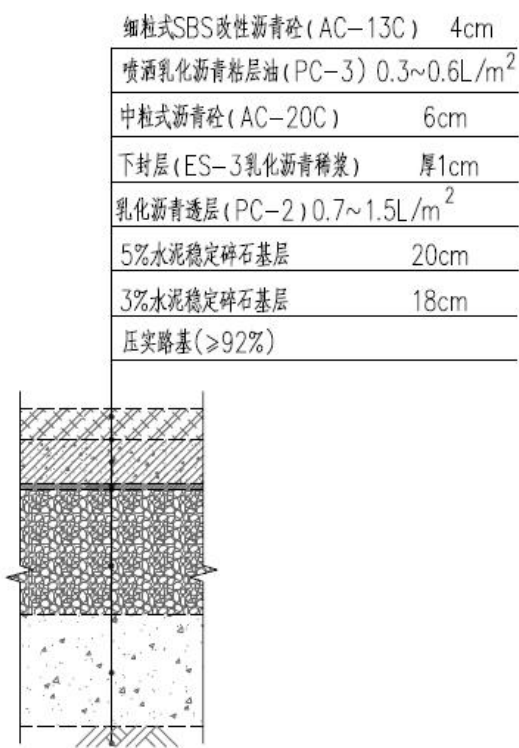 细粒式SBS改性沥青砼(AC-13C) 4cm
喷洒乳化沥青粘层油(PC-3) 0.3~0.6L/m²
中粒式沥青砼(AC-20C) 6cm
下封层(ES-3乳化沥青稀浆) 厚1cm
乳化沥青透层(PC-2)0.7~1.5L/m²
5%水泥稳定碎石基层 20cm
3%水泥稳定碎石基层 18cm
压实路基(≥92%)